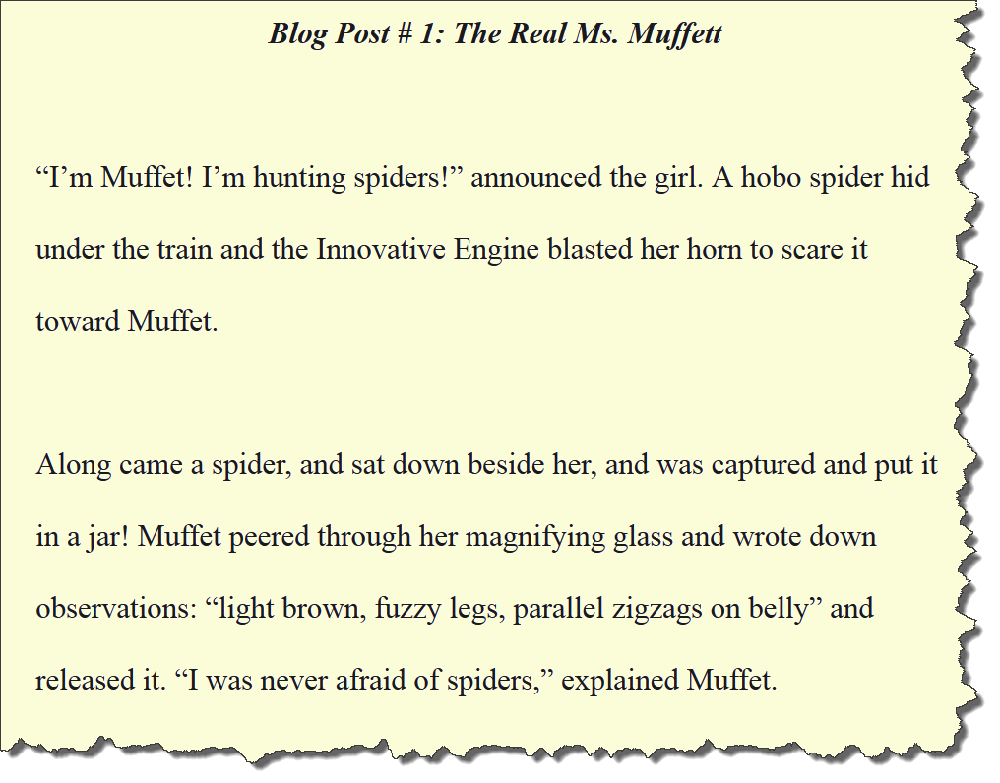 Blog Post # 1: The Real Ms. Muffett
“I’m Muffet! I’m hunting spiders!” announced the girl. A hobo spider hid
under the train and the Innovative Engine blasted her horn to scare it
toward Muffet.
Along came a spider, and sat down beside her, and was captured and put it
in a jar! Muffet peered through her magnifying glass and wrote down
observations: “light brown, fuzzy legs, parallel zigzags on belly” and
released it. “I was never afraid of spiders,” explained Muffet.